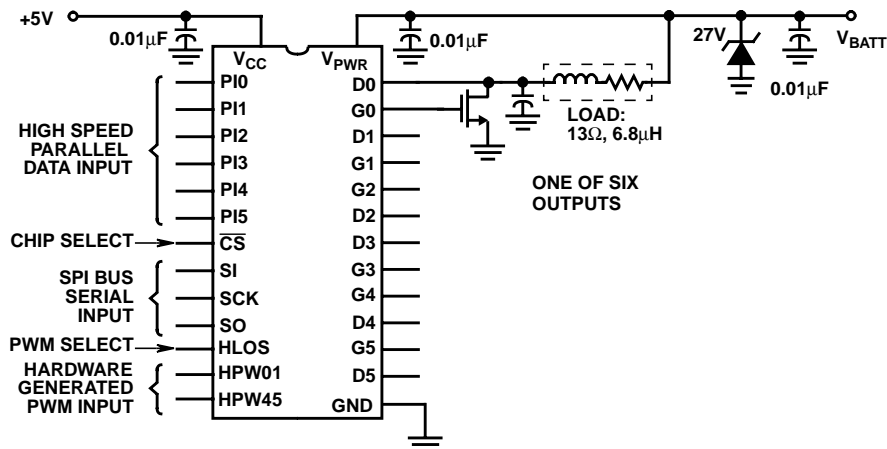 +5V
0.01μF
VCC
VPWR
0.01μF
27V
0.01μF
VBATT
HIGH SPEED
PARALLEL
DATA INPUT
PI0
PI1
PI2
PI3
PI4
PI5
CHIP SELECT
CS
SPI BUS
SERIAL
INPUT
SI
SCK
SO
PWM SELECT
HLOS
HARDWARE
GENERATED
PWM INPUT
HPW01
HPW45
D0
G0
D1
G1
G2
D2
D3
G3
G4
D4
G5
D5
GND
LOAD:
13Ω, 6.8μH
ONE OF SIX
OUTPUTS